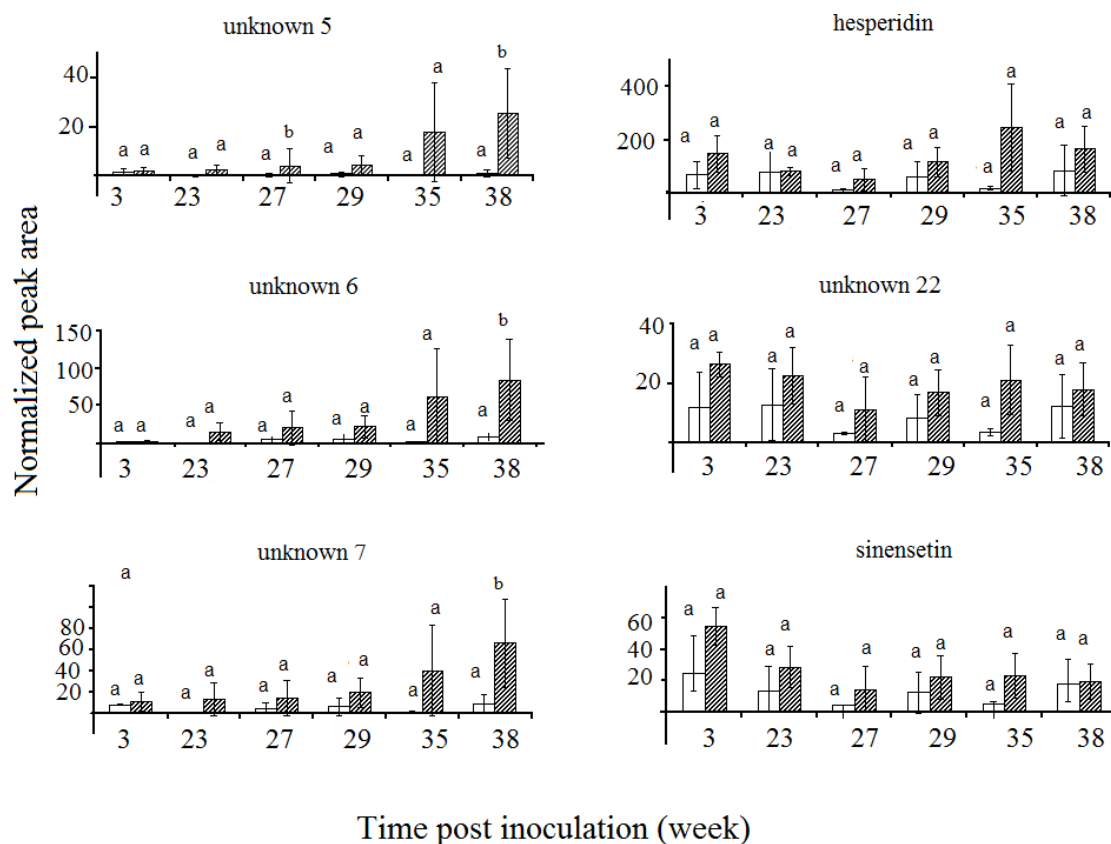 Normalized peak area
unknown 5
40
20
a a a a b a a a b
3 23 27 29 35 38
unknown 6
150
100
50
a a a a a a a a a a b
3 23 27 29 35 38
unknown 7
a
80
60
40
20
a a a a a a a a a a a b
3 23 27 29 35 38
hesperidin
400
200
a a a a a a a a a a a a
3 23 27 29 35 38
unknown 22
40
20
a a a a a a a a a a a a
3 23 27 29 35 38
sinensetin
60
40
20
a a a a a a a a a a a a
3 23 27 29 35 38
Time post inoculation (week)